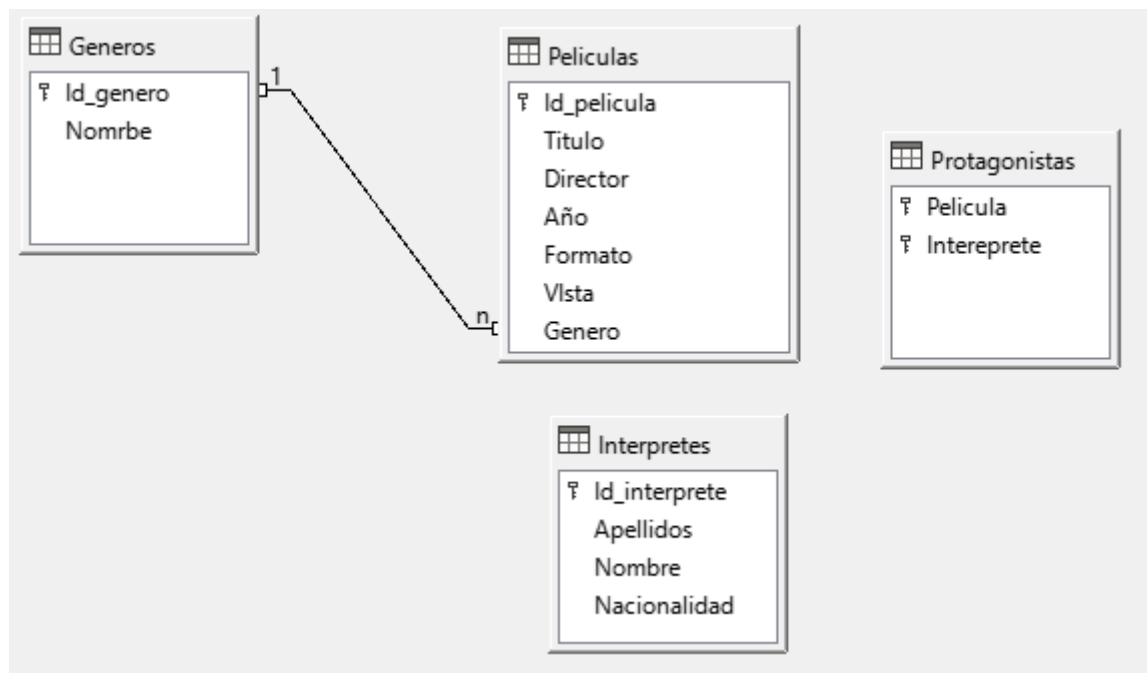 Generos
Id_genero
Nomrbe
1
n
Peliculas
Id_pelicula
Titulo
Director
Año
Formato
VIsta
Genero
Protagonistas
Pelicula
Intereprete
Interpretes
Id_interprete
Apellidos
Nombre
Nacionalidad